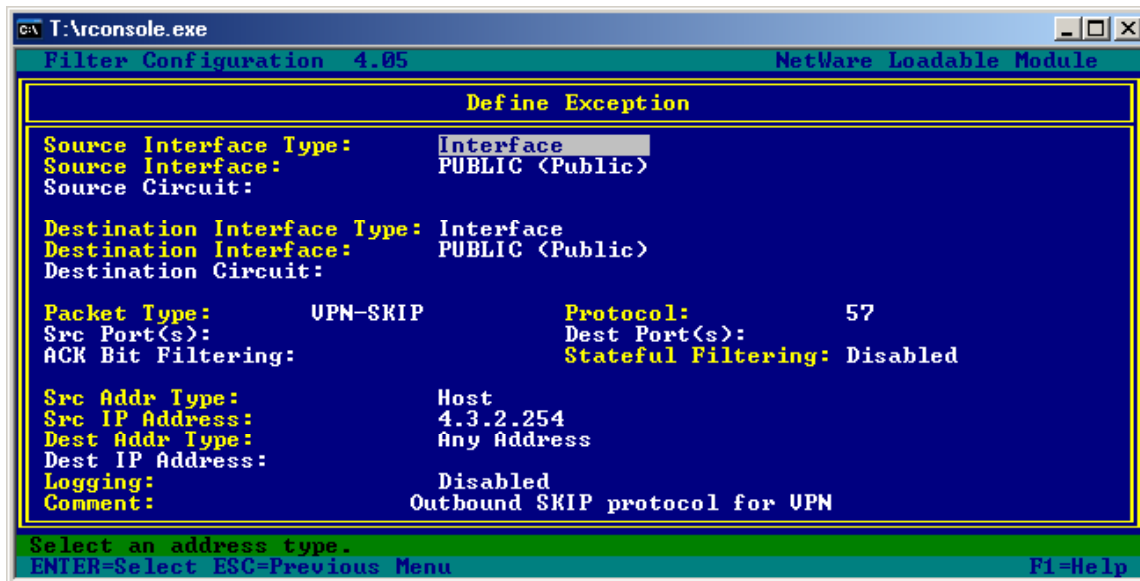 T:\rconsole.exe
Filter Configuration 4.05 NetWare Loadable Module
Define Exception
Source Interface Type: Interface
Source Interface: PUBLIC (Public)
Source Circuit:
Destination Interface Type: Interface
Destination Interface: PUBLIC (Public)
Destination Circuit:
Packet Type: VPN-SKIP Protocol: 57
Src Port(s): Dest Port(s):
ACK Bit Filtering: Stateful Filtering: Disabled
Src Addr Type: Host
Src IP Address: 4.3.2.254
Dest Addr Type: Any Address
Dest IP Address:
Logging: Disabled
Comment: Outbound SKIP protocol for VPN
Select an address type.
ENTER=Select ESC=Previous Menu F1=Help